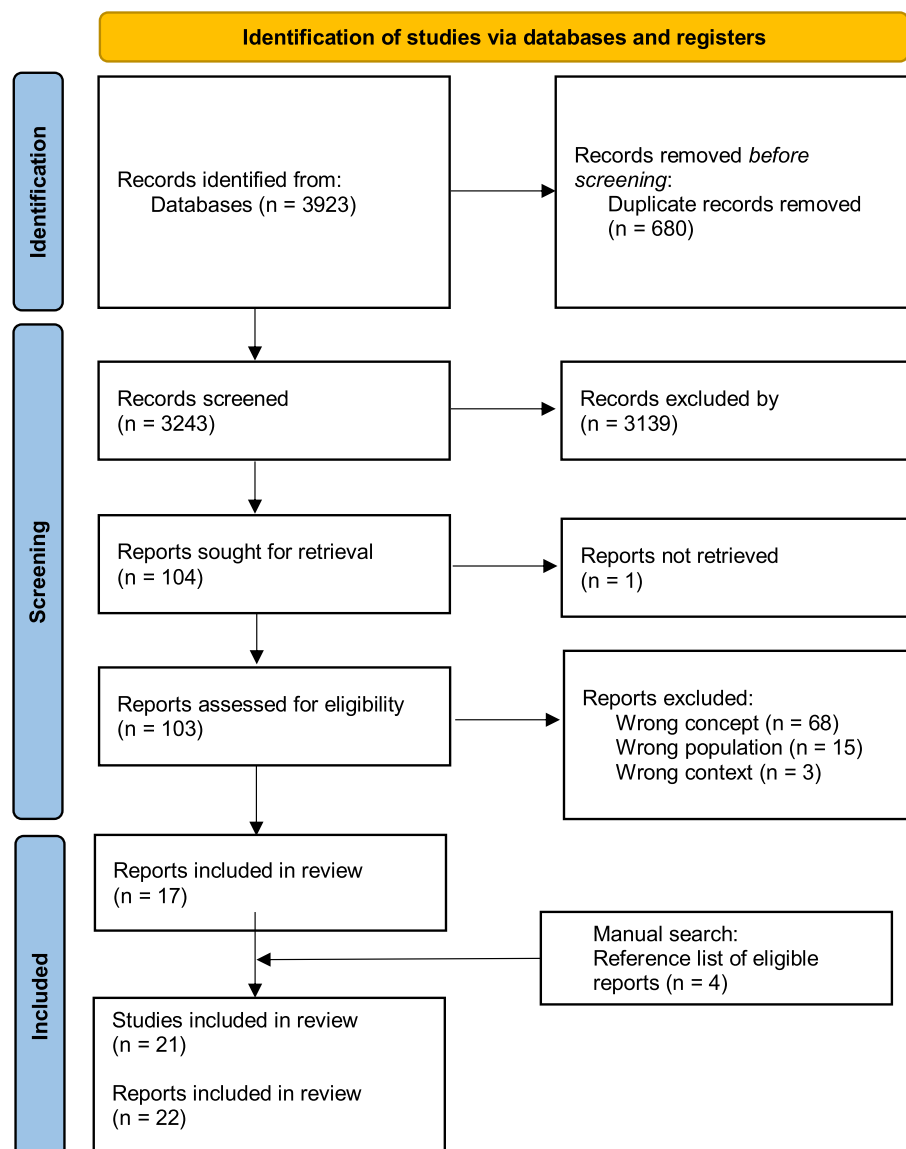 Identification of studies via databases and registers
Identification
Records identified from:
Databases (n = 3923)
Records removed before
screening:
Duplicate records removed
(n = 680)
Screening
Records screened
(n = 3243)
Records excluded by
(n = 3139)
Reports sought for retrieval
(n = 104)
Reports not retrieved
(n = 1)
Reports assessed for eligibility
(n = 103)
Reports excluded:
Wrong concept (n = 68)
Wrong population (n = 15)
Wrong context (n = 3)
Included
Reports included in review
(n = 17)
Manual search:
Reference list of eligible
reports (n = 4)
Studies included in review
(n = 21)
Reports included in review
(n = 22)